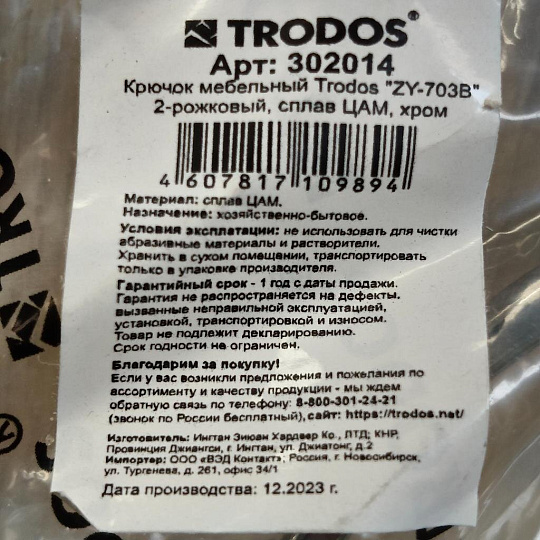 TRODOS®
Арт: 302014
Крючок мебельный Trodos "ZY-703B"
2-рожковый, сплав ЦАМ, хром
4 607817 109894
Материал: сплав ЦАМ.
Назначение: хозяйственно-бытовое.
Условия эксплатации: не использовать для чистки
абразивные материалы и растворители.
Хранить в сухом помещении, транспортировать
только в упаковке производителя.
Гарантийный срок - 1 год с даты продажи.
Гарантия не распространяется на дефекты,
вызванные неправильной эксплуатацией,
установкой, транспортировкой и износом.
Товар не подлежит декларированию.
Срок годности не ограничен.
Благодарим за покупку!
Если у вас возникли предложения и пожелания по
ассортименту и качеству продукции - мы ждем
обратную связь по телефону: 8-800-301-24-21
(звонок по России бесплатный), сайт: https://trodos.net/
Изготовитель: Ингтан Зиюан Хардвер Ко., ЛТД; КНР,
Провинция Джиангси, г. Ингтан, ул. Джиатонг, д.2
Импортер: ООО «ВЭД Контакт»; Россия, г. Новосибирск,
ул. Тургенева, д. 261, офис 34/1
Дата производства: 12.2023 г.